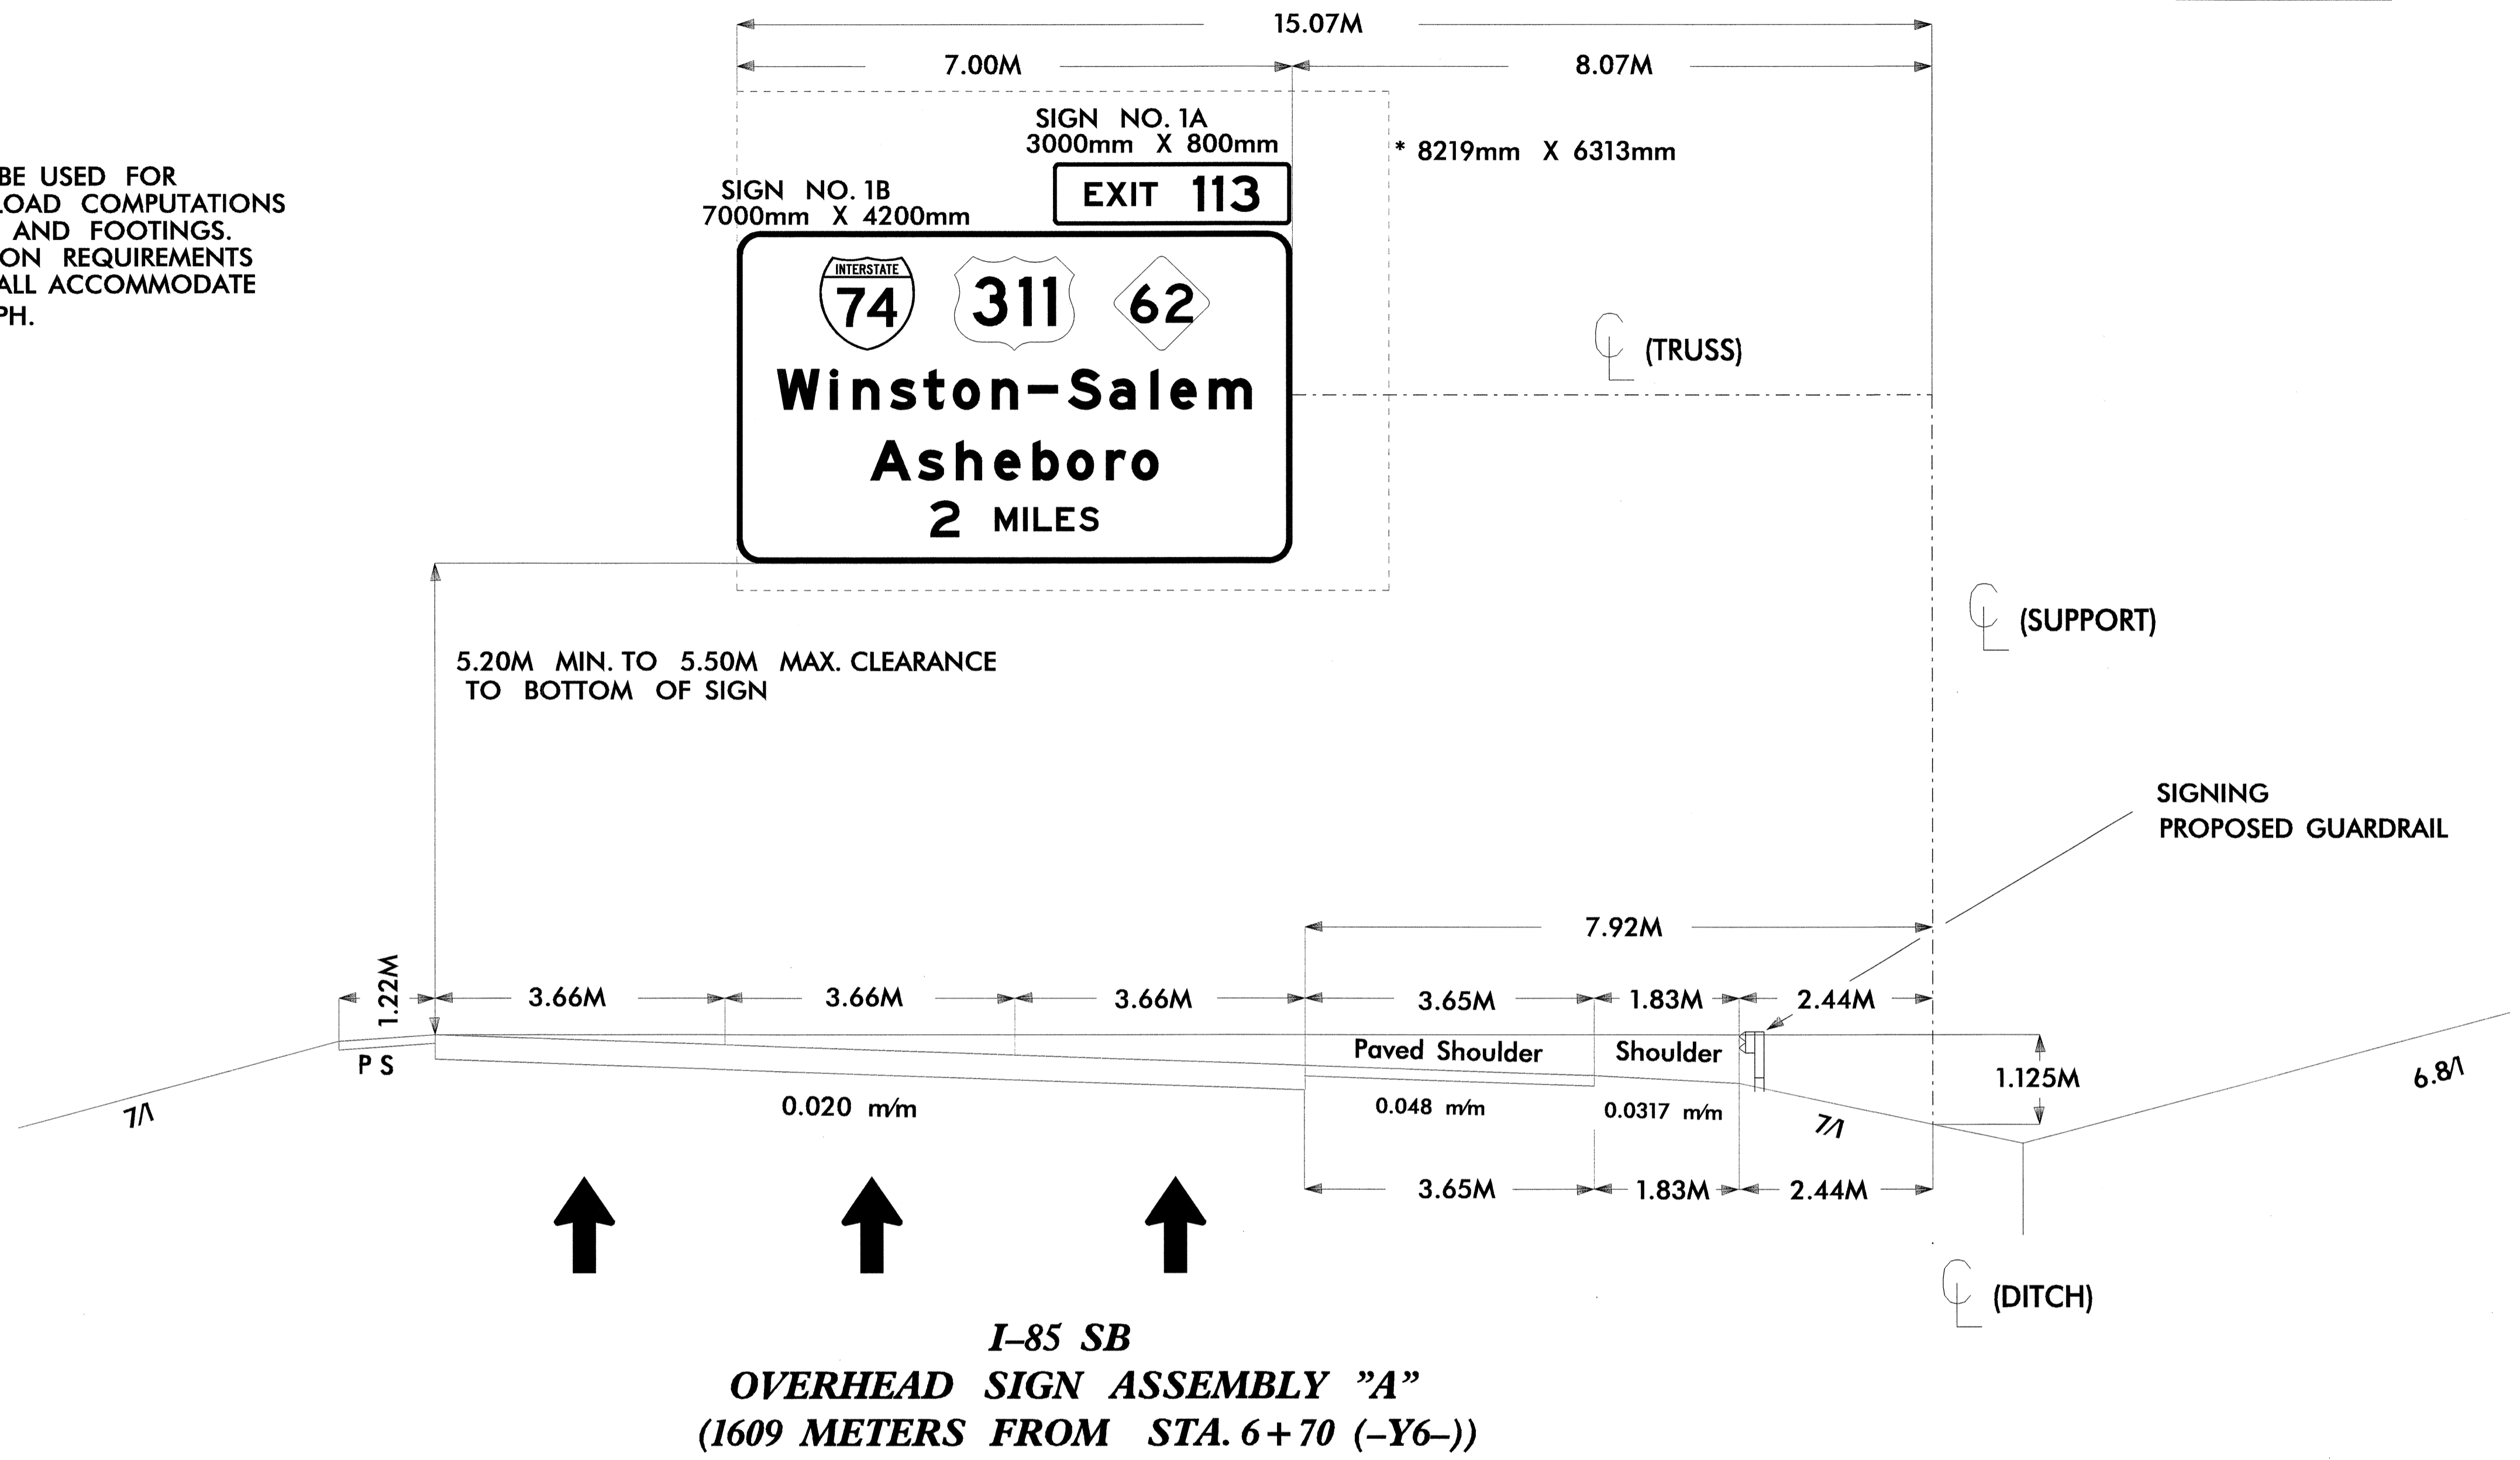 15.07M
7.00M
8.07M
SIGN NO. 1A
3000mm X 800mm
* 8219mm X 6313mm
BE USED FOR
LOAD COMPUTATIONS
AND FOOTINGS.
ON REQUIREMENTS
ALL ACCOMMODATE
PH.
SIGN NO. 1B
7000mm X 4200mm
EXIT 113
INTERSTATE
74
311
62
Winston-Salem
Asheboro
2 MILES
CL (TRUSS)
CL (SUPPORT)
5.20M MIN. TO 5.50M MAX. CLEARANCE
TO BOTTOM OF SIGN
SIGNING
PROPOSED GUARDRAIL
7.92M
1.22M
3.66M
3.66M
3.66M
3.65M
1.83M
2.44M
P S
Paved Shoulder
Shoulder
1.125M
7/1
0.020 m/m
0.048 m/m
0.0317 m/m
7/1
6.8/1
3.65M
1.83M
2.44M
CL (DITCH)
I-85 SB
OVERHEAD SIGN ASSEMBLY "A"
(1609 METERS FROM STA. 6+70 (-Y6-))